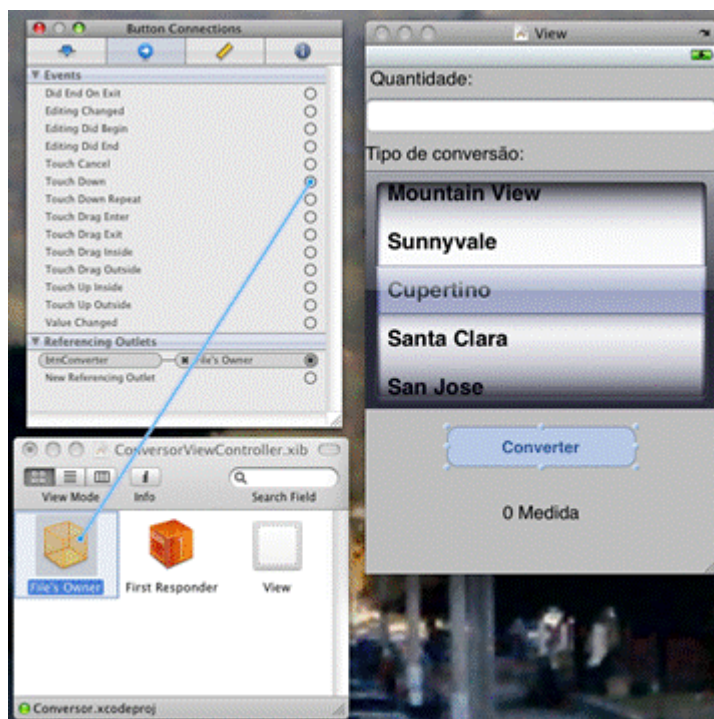 Button Connections
Events
Did End On Exit
Editing Changed
Editing Did Begin
Editing Did End
Touch Cancel
Touch Down
Touch Down Repeat
Touch Drag Enter
Touch Drag Exit
Touch Drag Inside
Touch Drag Outside
Touch Up Inside
Touch Up Outside
Value Changed
Referencing Outlets
btnConverter File's Owner
New Referencing Outlet
ConversorViewController.xib
View Mode Info Search Field
File's Owner First Responder View
Conversor.xcodeproj
View
Quantidade:
Tipo de conversão:
Mountain View
Sunnyvale
Cupertino
Santa Clara
San Jose
Converter
0 Medida